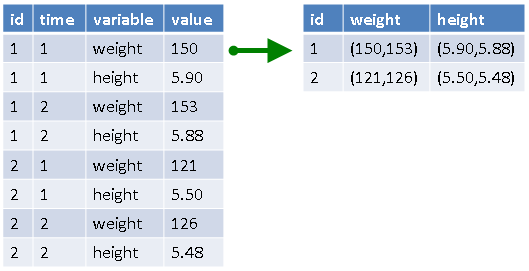 id time variable value
1 1 weight 150
1 1 height 5.90
1 2 weight 153
1 2 height 5.88
2 1 weight 121
2 1 height 5.50
2 2 weight 126
2 2 height 5.48
id weight height
1 (150,153) (5.90,5.88)
2 (121,126) (5.50,5.48)